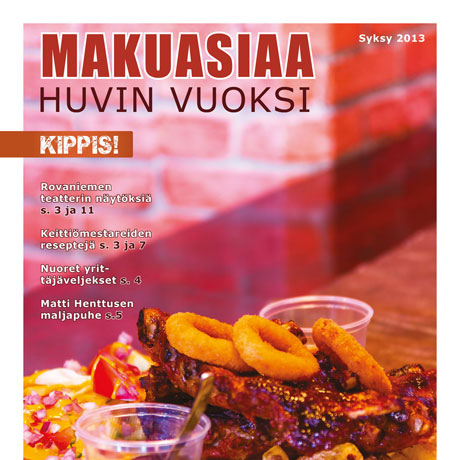 Syksy 2013
MAKUASIAA
HUVIN VUOKSI
KIPPIS!
Rovaniemen
teatterin näytöksiä
s. 3 ja 11
Keittiömestareiden
reseptejä s. 3 ja 7
Nuoret yrit-
täjäveljekset s. 4
Matti Henttusen
maljapuhe s.5